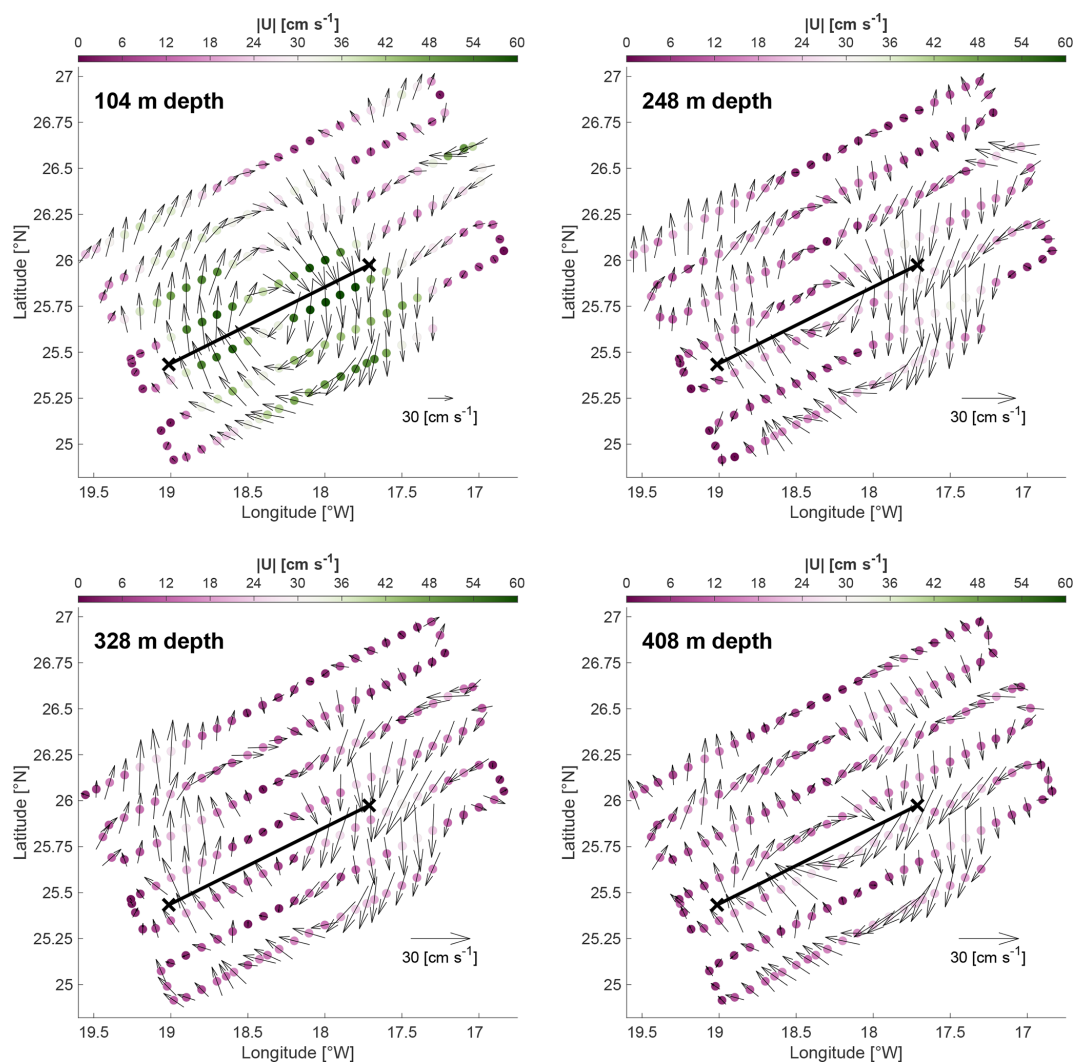 |U| [cm s-1]
0 6 12 18 24 30 36 42 48 54 60
104 m depth
27
26.75
26.5
26.25
26
25.75
25.5
25.25
25
Latitude [°N]
30 [cm s-1]
19.5 19 18.5 18 17.5 17
Longitude [°W]
|U| [cm s-1]
0 6 12 18 24 30 36 42 48 54 60
248 m depth
27
26.75
26.5
26.25
26
25.75
25.5
25.25
25
Latitude [°N]
30 [cm s-1]
19.5 19 18.5 18 17.5 17
Longitude [°W]
|U| [cm s-1]
0 6 12 18 24 30 36 42 48 54 60
328 m depth
27
26.75
26.5
26.25
26
25.75
25.5
25.25
25
Latitude [°N]
30 [cm s-1]
19.5 19 18.5 18 17.5 17
Longitude [°W]
|U| [cm s-1]
0 6 12 18 24 30 36 42 48 54 60
408 m depth
27
26.75
26.5
26.25
26
25.75
25.5
25.25
25
Latitude [°N]
30 [cm s-1]
19.5 19 18.5 18 17.5 17
Longitude [°W]